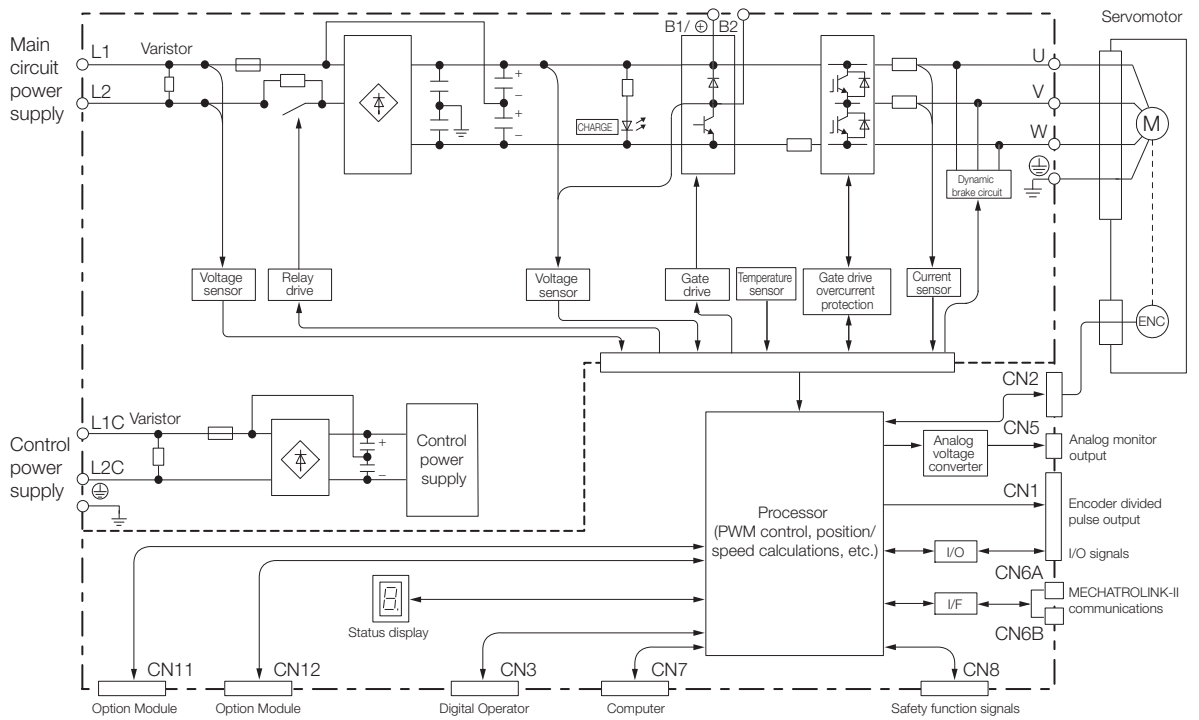 B1/ ⊕ B2
Servomotor
Main
circuit
power
supply
L1
Varistor
L2
+
−
+
−
CHARGE
U
V
W
M
Dynamic
brake circuit
Voltage
sensor
Relay
drive
Voltage
sensor
Gate
drive
Temperature
sensor
Gate drive
overcurrent
protection
Current
sensor
ENC
CN2
Control
power
supply
L1C
Varistor
L2C
+
−
Control
power
supply
Processor
(PWM control, position/
speed calculations, etc.)
Analog
voltage
converter
CN5
Analog monitor
output
CN1
Encoder divided
pulse output
I/O
I/O signals
CN6A
I/F
MECHATROLINK-II
communications
CN6B
8.
Status display
CN11
CN12
CN3
CN7
CN8
Option Module
Option Module
Digital Operator
Computer
Safety function signals